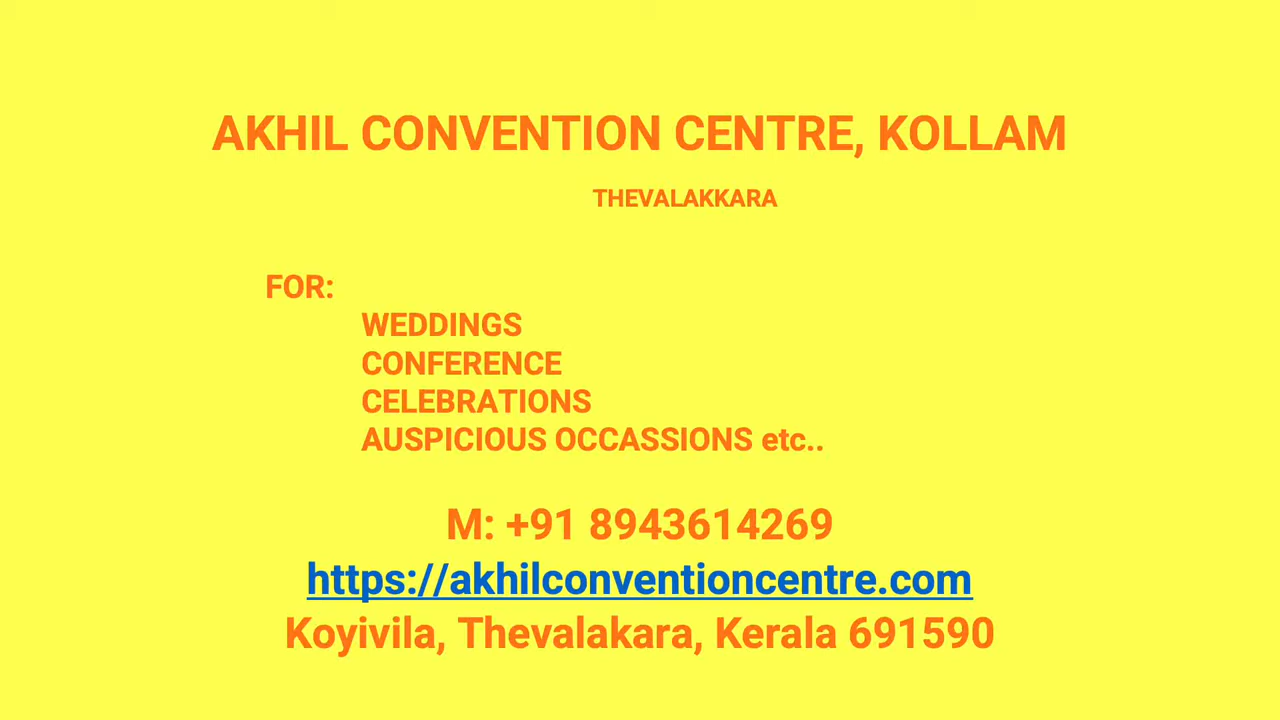 AKHIL CONVENTION CENTRE, KOLLAM
THEVALAKKARA
FOR:
WEDDINGS
CONFERENCE
CELEBRATIONS
AUSPICIOUS OCCASSIONS etc..
M: +91 8943614269
https://akhilconventioncentre.com
Koyivila, Thevalakara, Kerala 691590